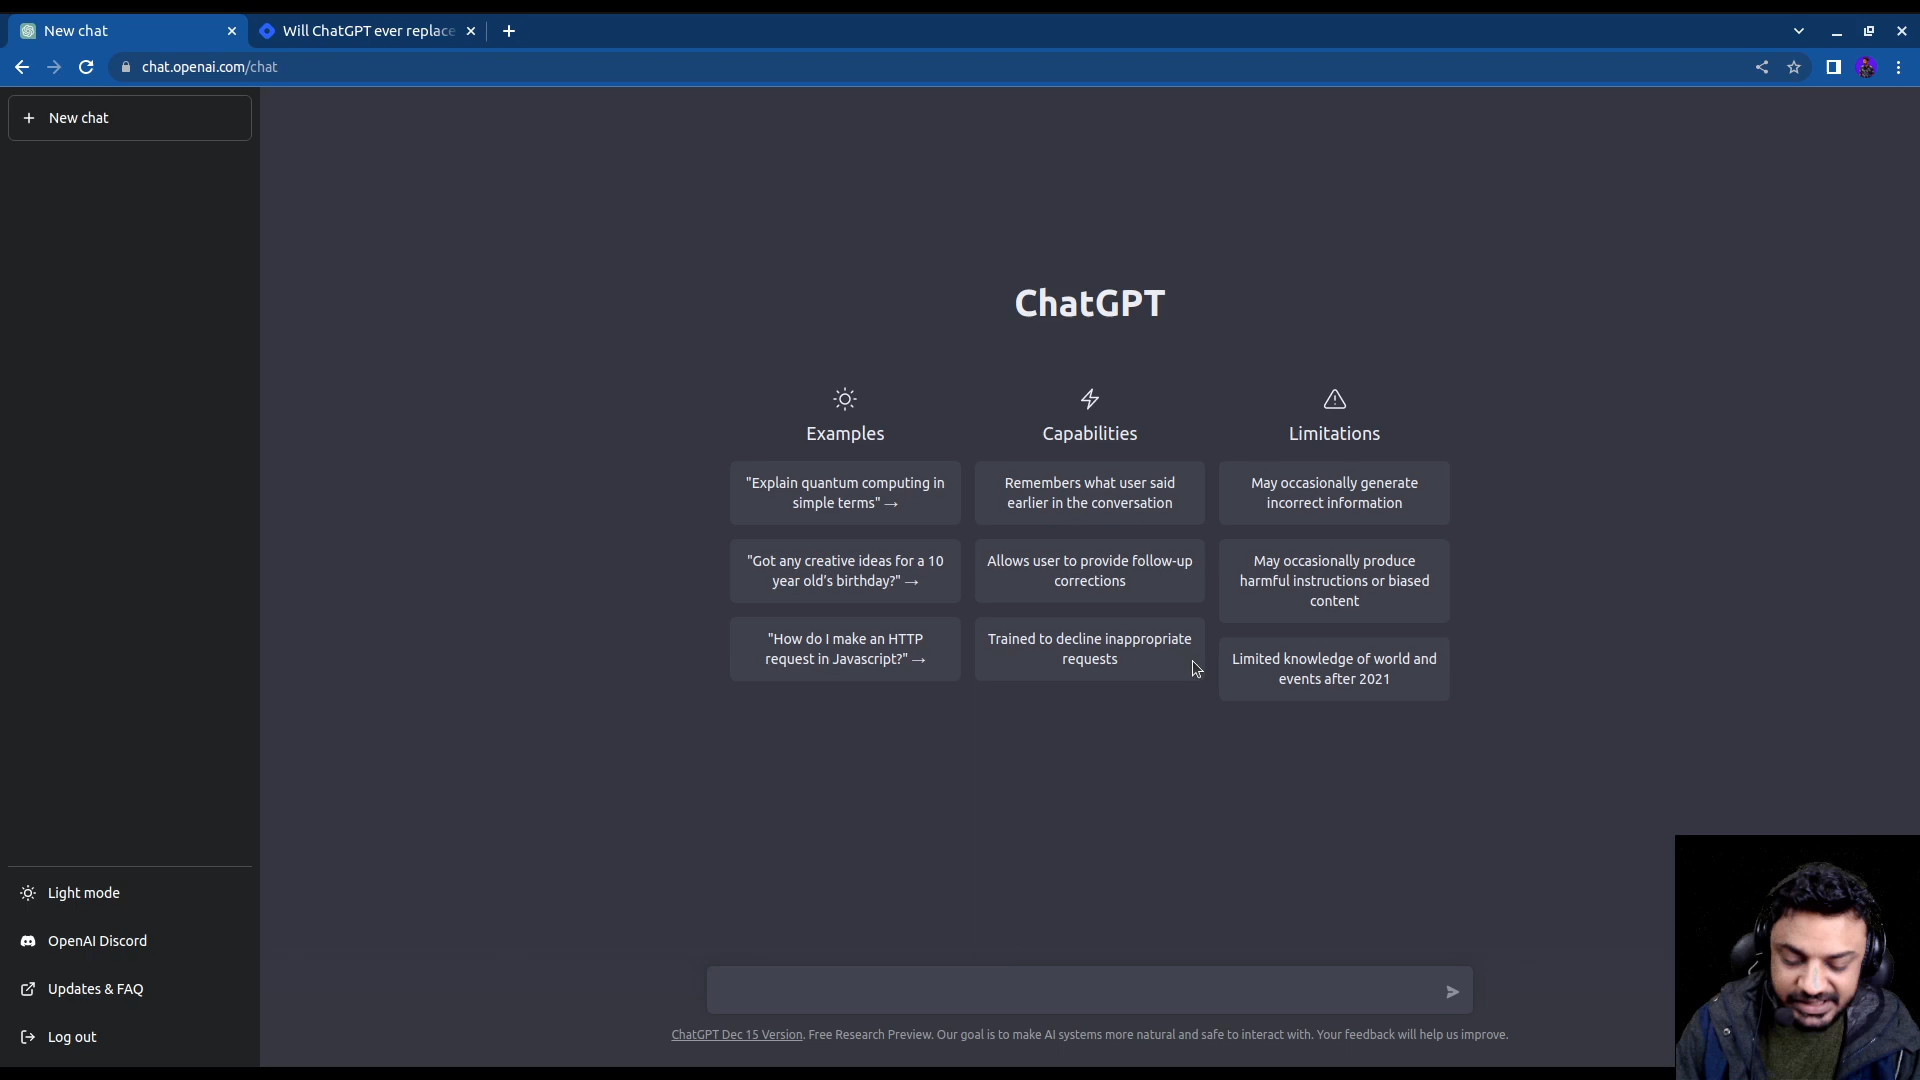 New chat
Will ChatGPT ever replace
chat.openai.com/chat
New chat
ChatGPT
Examples
Capabilities
Limitations
"Explain quantum computing in
simple terms" →
Remembers what user said
earlier in the conversation
May occasionally generate
incorrect information
"Got any creative ideas for a 10
year old's birthday?" →
Allows user to provide follow-up
corrections
May occasionally produce
harmful instructions or biased
content
"How do I make an HTTP
request in Javascript?" →
Trained to decline inappropriate
requests
Limited knowledge of world and
events after 2021
Light mode
OpenAI Discord
Updates & FAQ
Log out
ChatGPT Dec 15 Version. Free Research Preview. Our goal is to make AI systems more natural and safe to interact with. Your feedback will help us improve.